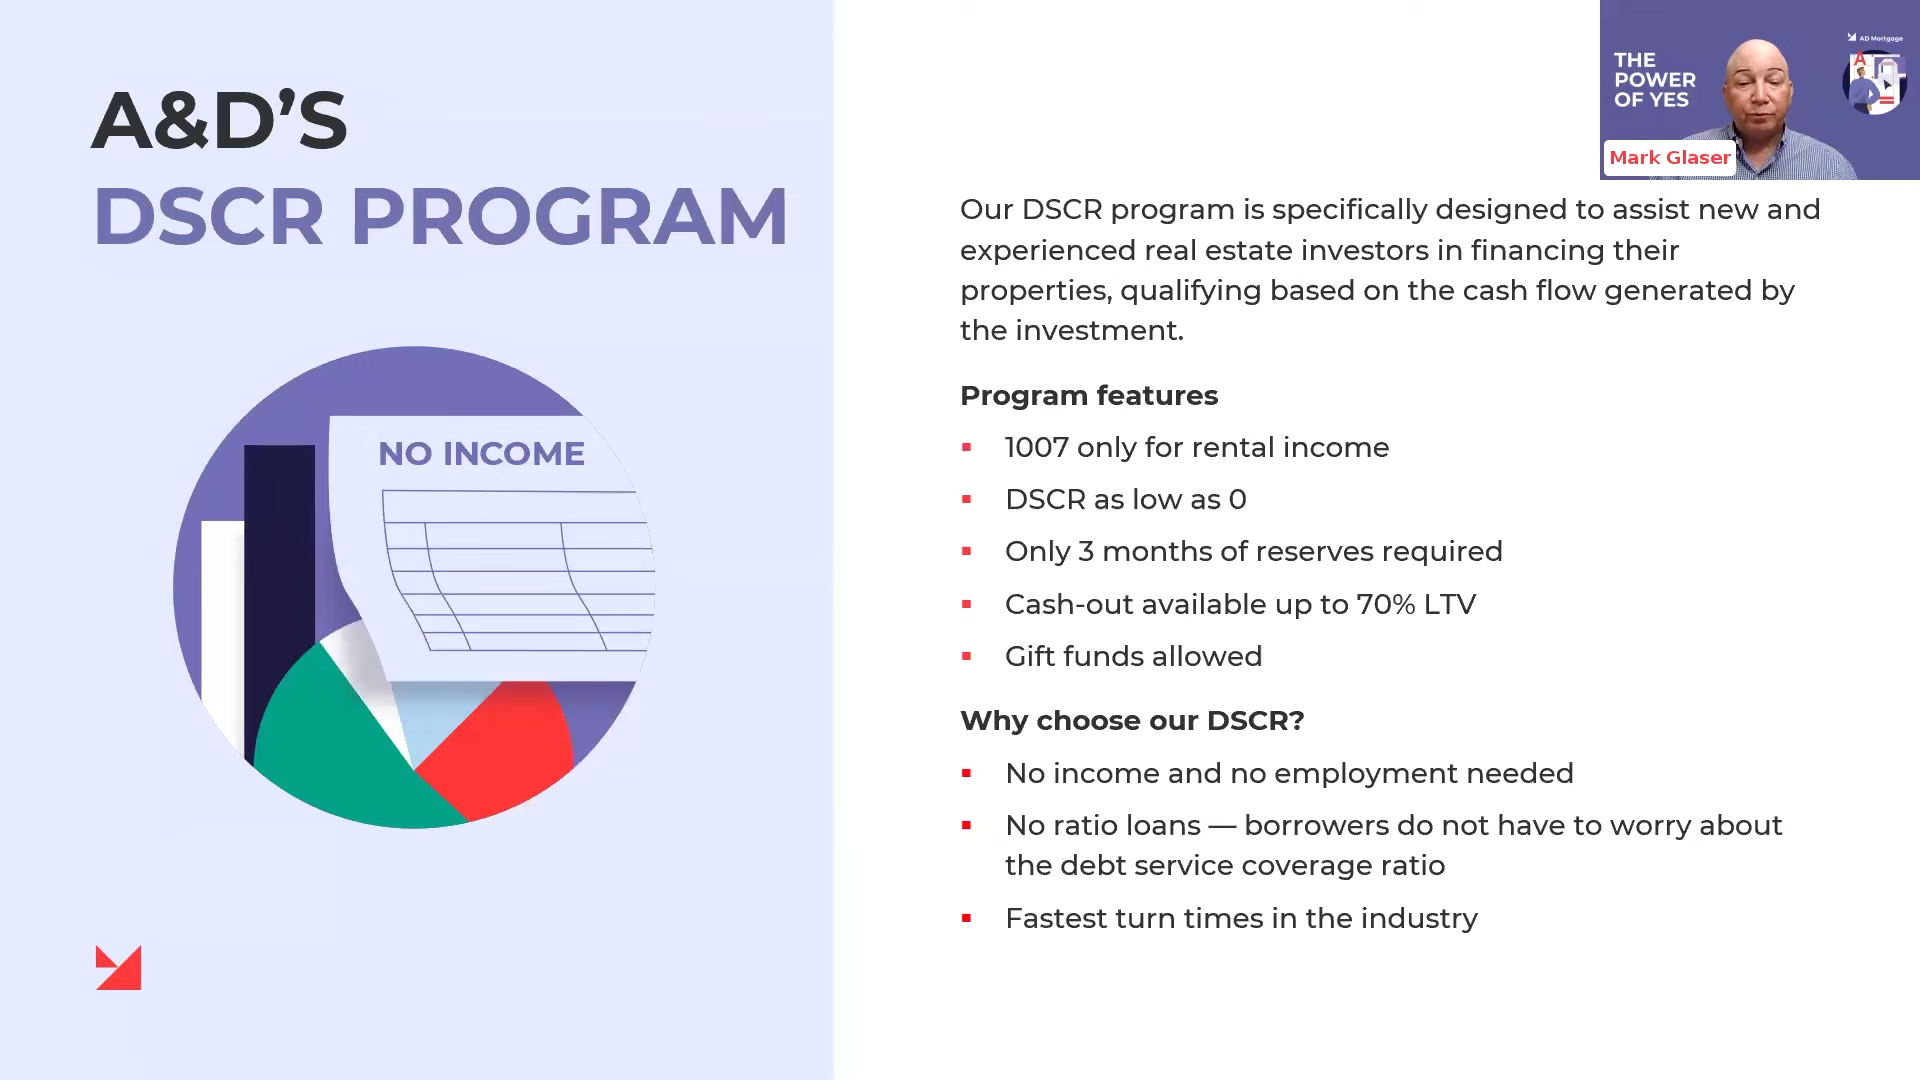 A&D’S
DSCR PROGRAM
NO INCOME
THE
POWER
OF YES
AD Mortgage
A
Mark Glaser
Our DSCR program is specifically designed to assist new and
experienced real estate investors in financing their
properties, qualifying based on the cash flow generated by
the investment.
Program features
▪ 1007 only for rental income
▪ DSCR as low as 0
▪ Only 3 months of reserves required
▪ Cash-out available up to 70% LTV
▪ Gift funds allowed
Why choose our DSCR?
▪ No income and no employment needed
▪ No ratio loans — borrowers do not have to worry about
the debt service coverage ratio
▪ Fastest turn times in the industry